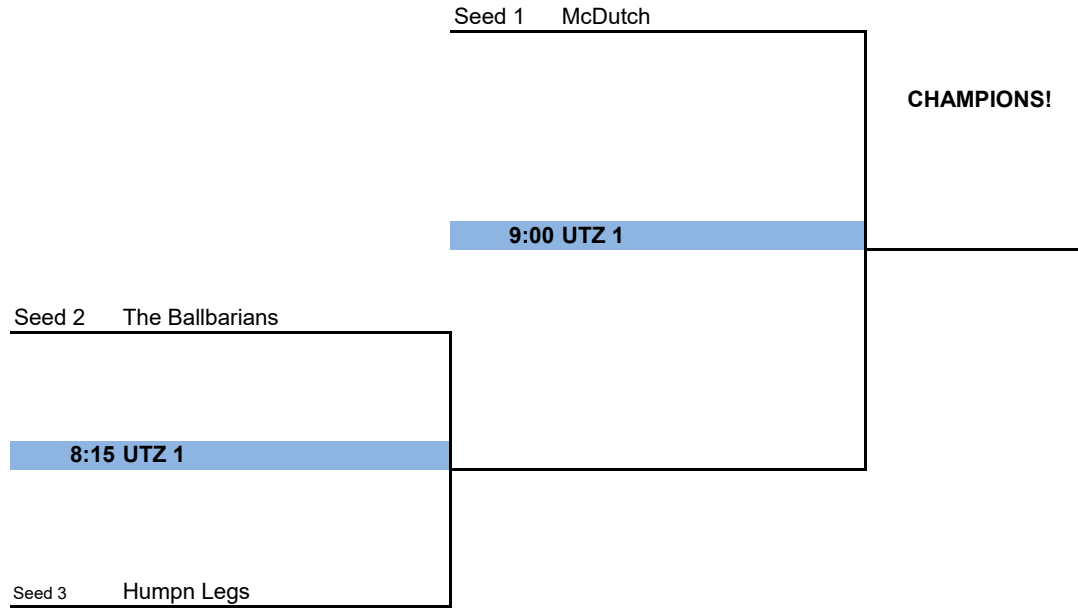 Seed 1 McDutch
CHAMPIONS!
9:00 UTZ 1
Seed 2 The Ballbarians
8:15 UTZ 1
Seed 3 Humpn Legs